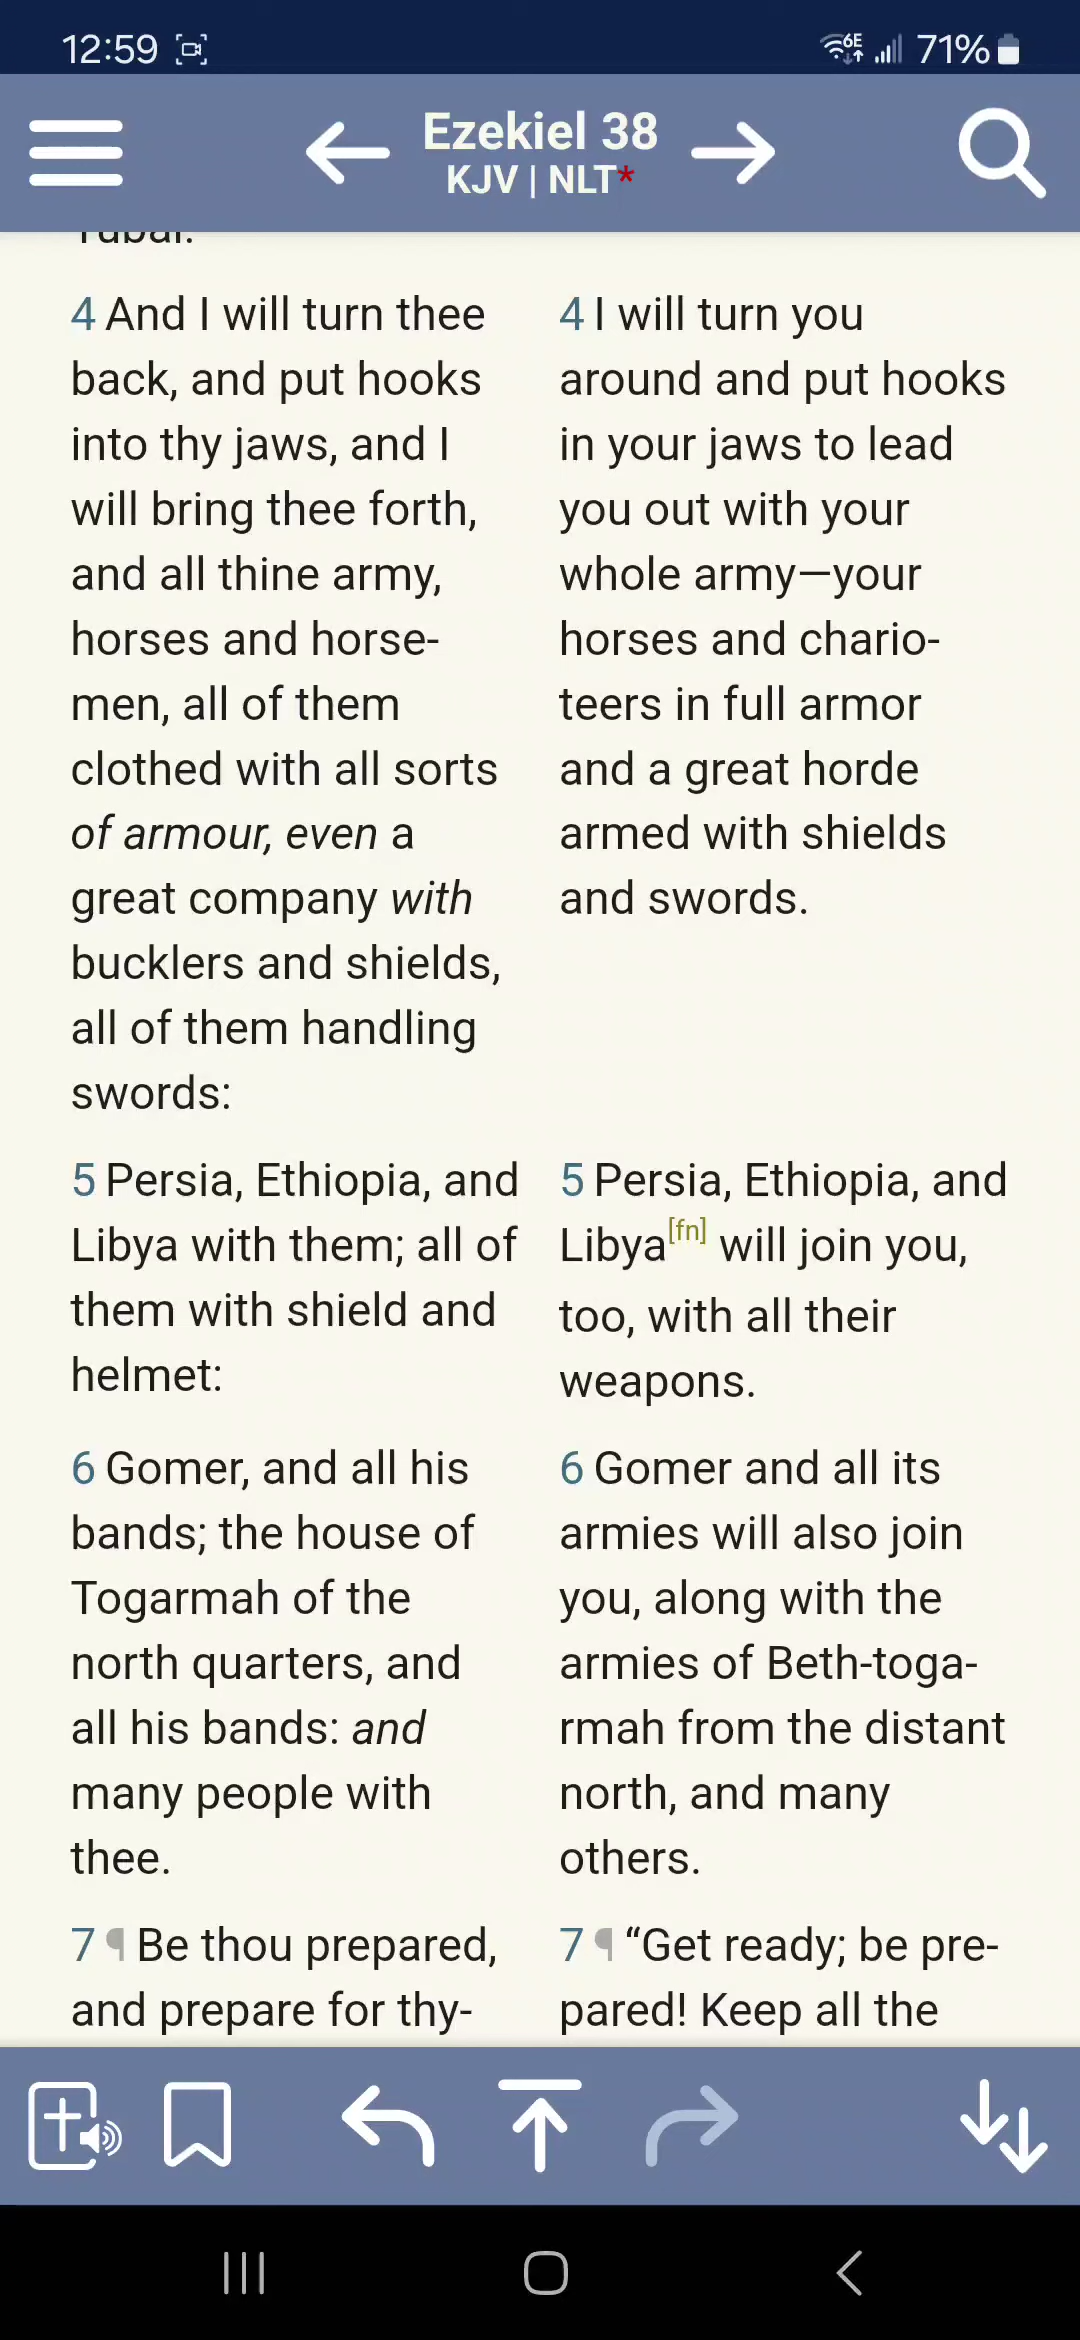 12:59
6E
71%
Ezekiel 38
KJV | NLT*
Tubal:
4 And I will turn thee
back, and put hooks
into thy jaws, and I
will bring thee forth,
and all thine army,
horses and horse-
men, all of them
clothed with all sorts
of armour, even a
great company with
bucklers and shields,
all of them handling
swords:
4 I will turn you
around and put hooks
in your jaws to lead
you out with your
whole army—your
horses and chario-
teers in full armor
and a great horde
armed with shields
and swords.
5 Persia, Ethiopia, and
Libya with them; all of
them with shield and
helmet:
5 Persia, Ethiopia, and
Libya[fn] will join you,
too, with all their
weapons.
6 Gomer, and all his
bands; the house of
Togarmah of the
north quarters, and
all his bands: and
many people with
thee.
6 Gomer and all its
armies will also join
you, along with the
armies of Beth-toga-
rmah from the distant
north, and many
others.
7 ¶ Be thou prepared,
and prepare for thy-
7 ¶ “Get ready; be pre-
pared! Keep all the